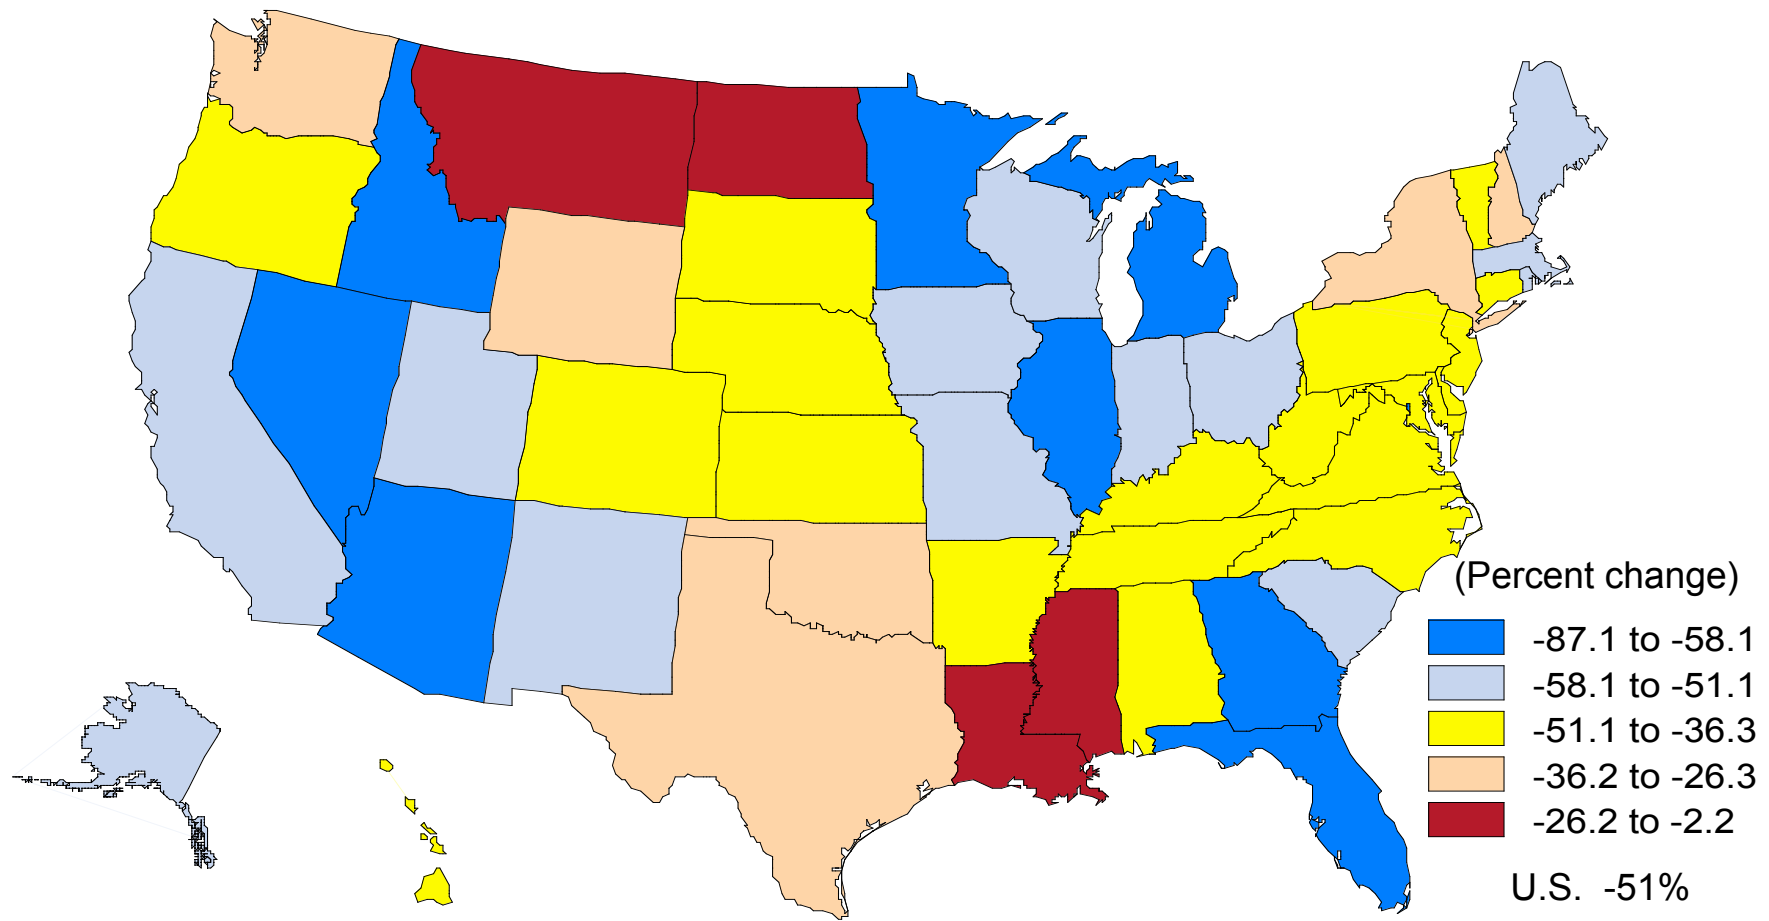 (Percent change)
-87.1 to -58.1
-58.1 to -51.1
-51.1 to -36.3
-36.2 to -26.3
-26.2 to -2.2
U.S. -51%